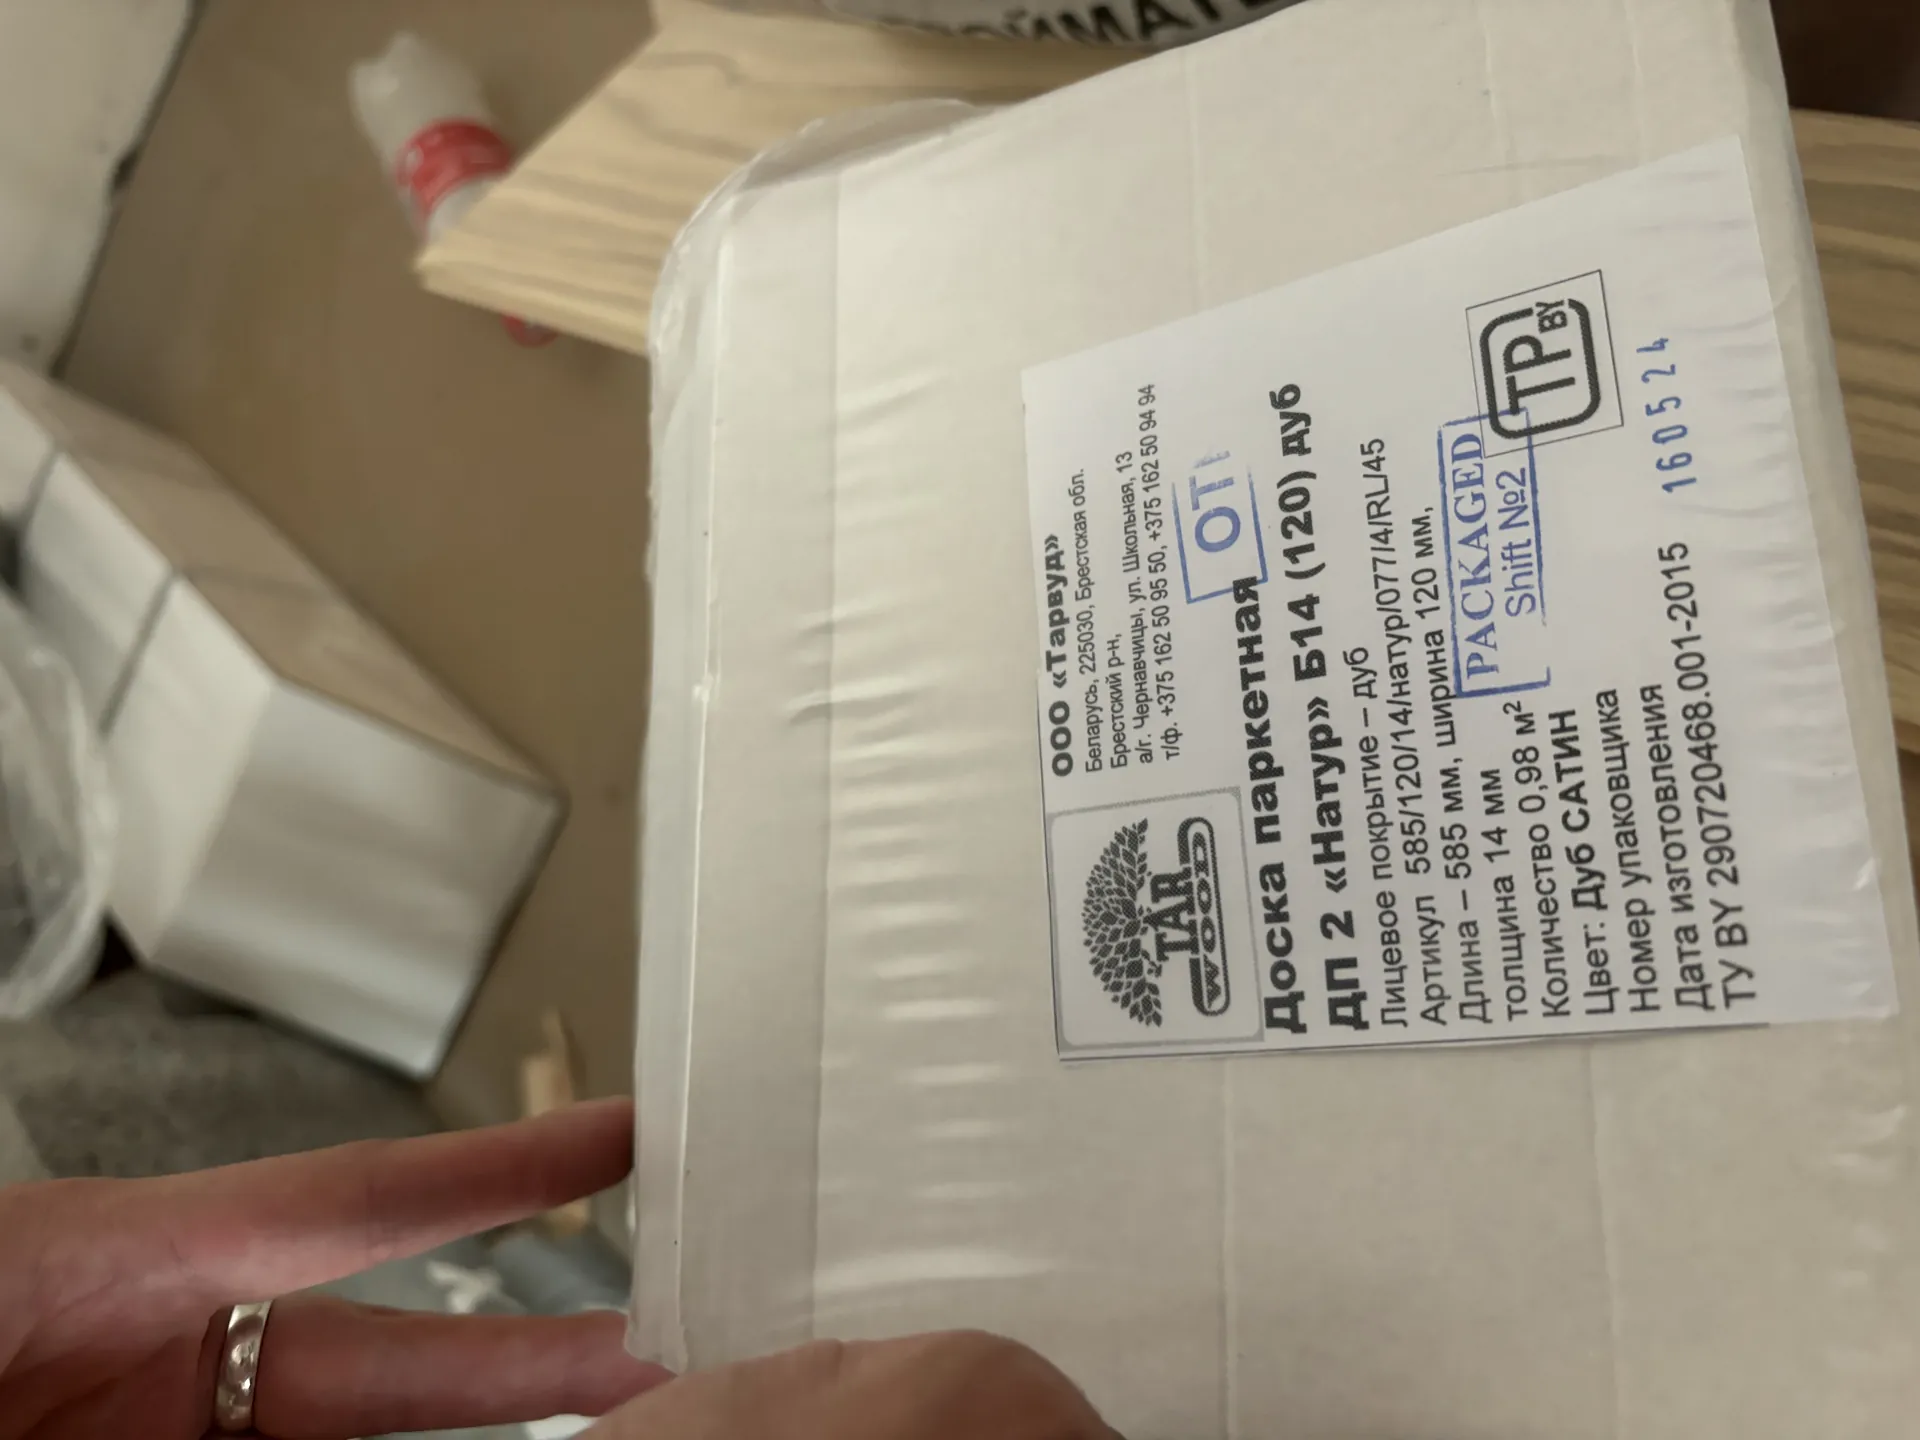 ООО «Тарвуд»
Беларусь, 225030, Брестская обл.
Брестский р-н,
а/г. Чернавчицы, ул. Школьная, 13
т/ф. +375 162 50 95 50, +375 162 50 94 94
TAR
WOOD
ОТ
Доска паркетная
ДП 2 «Натур» Б14 (120) дуб
Лицевое покрытие – дуб
Артикул 585/120/14/натур/077/4/RL/45
Длина – 585 мм, ширина 120 мм,
толщина 14 мм
Количество 0,98 м²
Цвет: Дуб САТИН
Номер упаковщика
Дата изготовления 160524
ТУ BY 290720468.001-2015
PACKAGED
Shift №2
ТР
BY